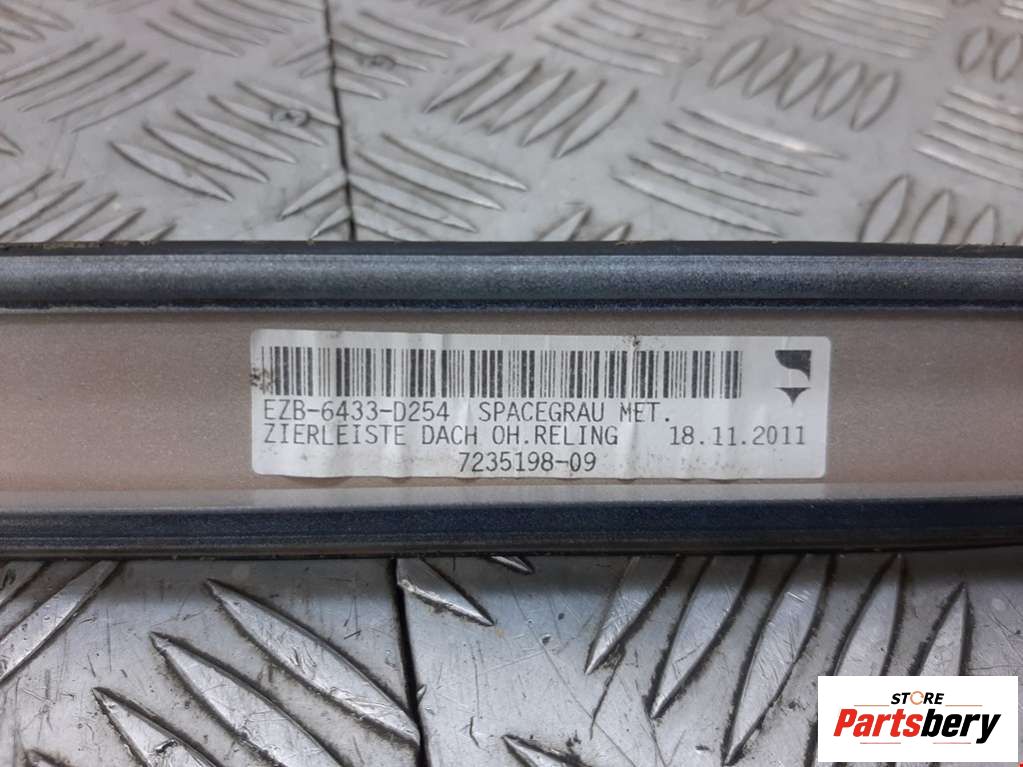 EZB-6433-D254 SPACEGRAU MET.
ZIERLEISTE DACH OH.RELING 18.11.2011
7235198-09
STORE
Partsbery